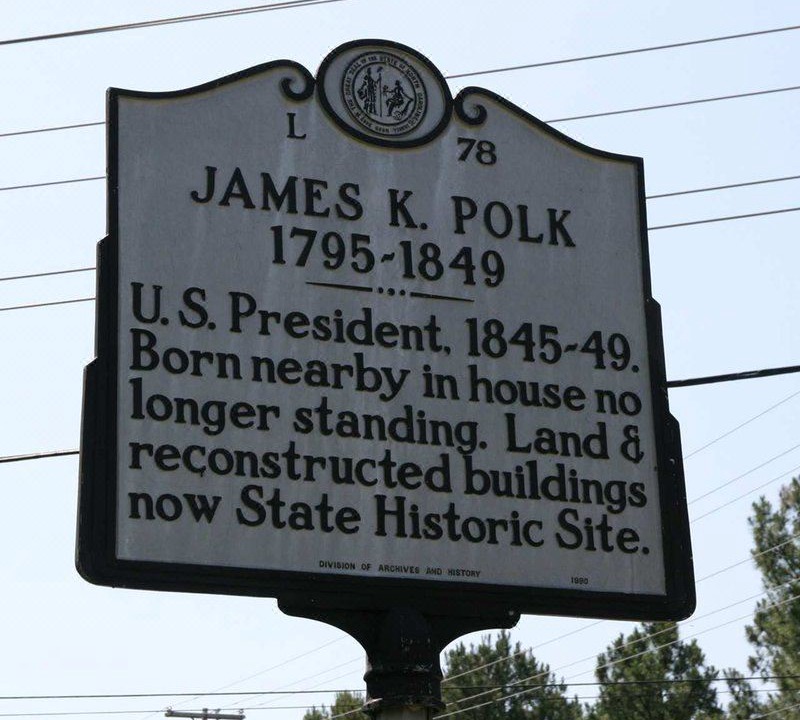 L
78
JAMES K. POLK
1795-1849
U.S. President, 1845-49.
Born nearby in house no
longer standing. Land &
reconstructed buildings
now State Historic Site.
DIVISION OF ARCHIVES AND HISTORY
1990